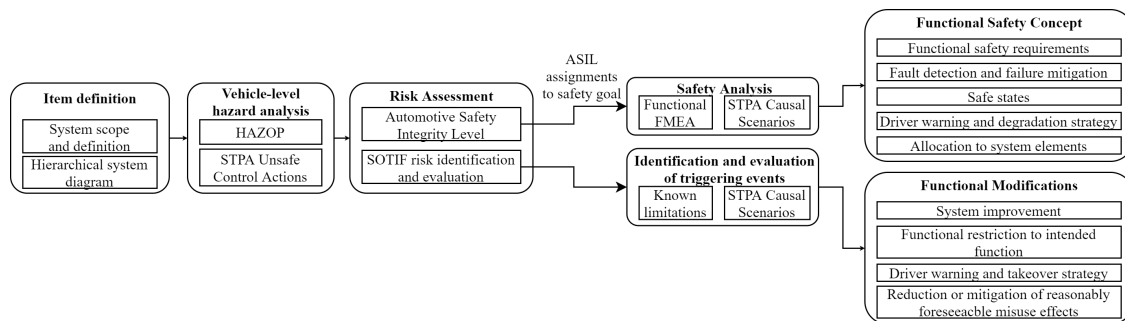 Item definition
System scope
and definition
Hierarchical system
diagram
Vehicle-level
hazard analysis
HAZOP
STPA Unsafe
Control Actions
Risk Assessment
Automotive Safety
Integrity Level
SOTIF risk identification
and evaluation
ASIL
assignments
to safety goal
Safety Analysis
Functional
FMEA
STPA Causal
Scenarios
Identification and evaluation
of triggering events
Known
limitations
STPA Causal
Scenarios
Functional Safety Concept
Functional safety requirements
Fault detection and failure mitigation
Safe states
Driver warning and degradation strategy
Allocation to system elements
Functional Modifications
System improvement
Functional restriction to intended
function
Driver warning and takeover strategy
Reduction or mitigation of reasonably
foreseeacble misuse effects